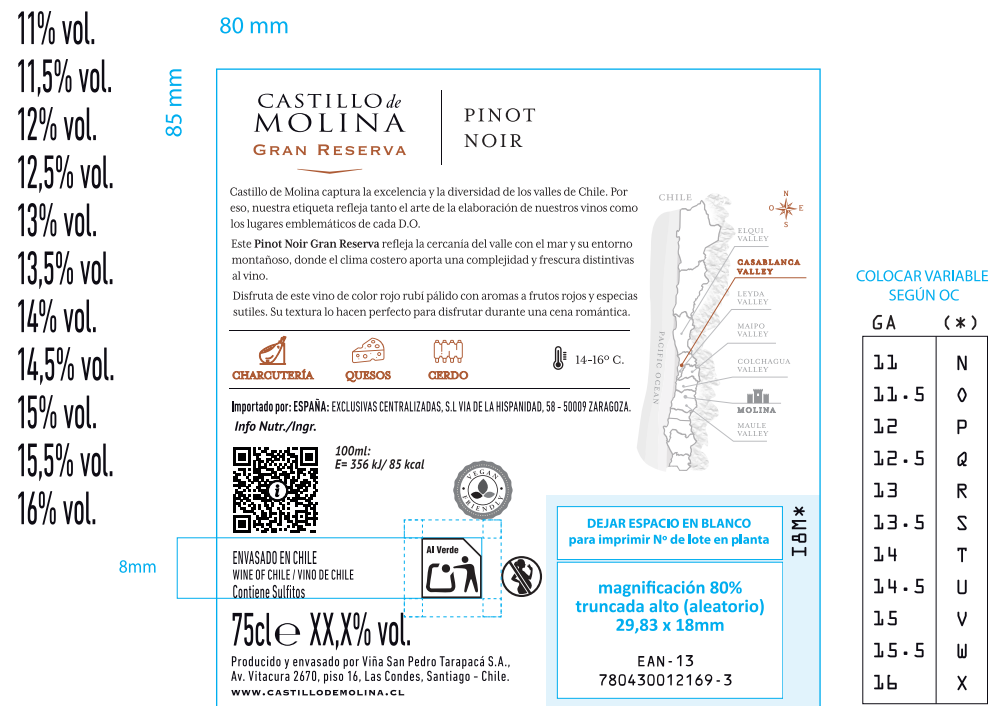 11% vol.
11,5% vol.
12% vol.
12,5% vol.
13% vol.
13,5% vol.
14% vol.
14,5% vol.
15% vol.
15,5% vol.
16% vol.
80 mm
85 mm
CASTILLO de
MOLINA
GRAN RESERVA
PINOT
NOIR
Castillo de Molina captura la excelencia y la diversidad de los valles de Chile. Por
eso, nuestra etiqueta refleja tanto el arte de la elaboración de nuestros vinos como
los lugares emblemáticos de cada D.O.
Este Pinot Noir Gran Reserva refleja la cercanía del valle con el mar y su entorno
montañoso, donde el clima costero aporta una complejidad y frescura distintivas
al vino.
Disfruta de este vino de color rojo rubí pálido con aromas a frutos rojos y especias
sutiles. Su textura lo hacen perfecto para disfrutar durante una cena romántica.
CHARCUTERÍA
QUESOS
CERDO
14-16º C.
Importado por: ESPAÑA: EXCLUSIVAS CENTRALIZADAS, S.L VIA DE LA HISPANIDAD, 58 - 50009 ZARAGOZA.
Info Nutr./Ingr.
100ml:
E= 356 kJ/ 85 kcal
VEGAN
FRIENDLY
8mm
ENVASADO EN CHILE
WINE OF CHILE / VINO DE CHILE
Contiene Sulfitos
Al Verde
75cl e XX,X% vol.
Producido y envasado por Viña San Pedro Tarapacá S.A.,
Av. Vitacura 2670, piso 16, Las Condes, Santiago - Chile.
WWW.CASTILLODEMOLINA.CL
CHILE
N
O E
S
ELQUI
VALLEY
CASABLANCA
VALLEY
LEYDA
VALLEY
MAIPO
VALLEY
COLCHAGUA
VALLEY
MOLINA
MAULE
VALLEY
PACIFIC OCEAN
DEJAR ESPACIO EN BLANCO
para imprimir Nº de lote en planta
I8M*
magnificación 80%
truncada alto (aleatorio)
29,83 x 18mm
EAN-13
780430012169-3
COLOCAR VARIABLE
SEGÚN OC
GA (*)
11 N
11.5 O
12 P
12.5 Q
13 R
13.5 S
14 T
14.5 U
15 V
15.5 W
16 X